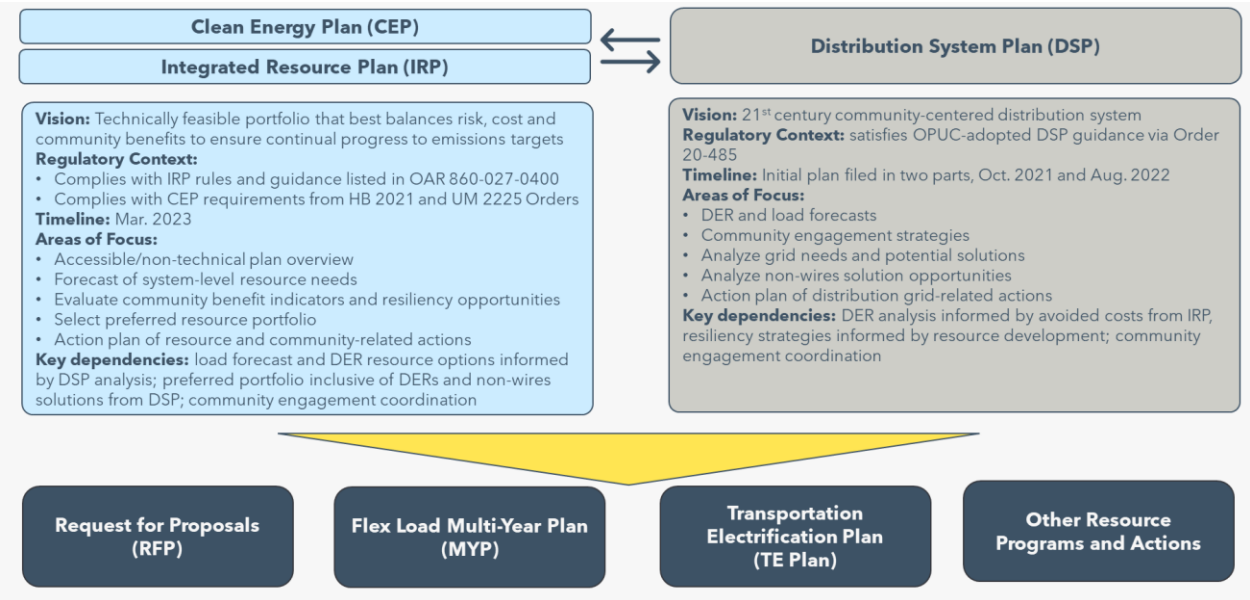 Clean Energy Plan (CEP)
Integrated Resource Plan (IRP)
Distribution System Plan (DSP)
Vision: Technically feasible portfolio that best balances risk, cost and
community benefits to ensure continual progress to emissions targets
Regulatory Context:
• Complies with IRP rules and guidance listed in OAR 860-027-0400
• Complies with CEP requirements from HB 2021 and UM 2225 Orders
Timeline: Mar. 2023
Areas of Focus:
• Accessible/non-technical plan overview
• Forecast of system-level resource needs
• Evaluate community benefit indicators and resiliency opportunities
• Select preferred resource portfolio
• Action plan of resource and community-related actions
Key dependencies: load forecast and DER resource options informed
by DSP analysis; preferred portfolio inclusive of DERs and non-wires
solutions from DSP; community engagement coordination
Vision: 21st century community-centered distribution system
Regulatory Context: satisfies OPUC-adopted DSP guidance via Order
20-485
Timeline: Initial plan filed in two parts, Oct. 2021 and Aug. 2022
Areas of Focus:
• DER and load forecasts
• Community engagement strategies
• Analyze grid needs and potential solutions
• Analyze non-wires solution opportunities
• Action plan of distribution grid-related actions
Key dependencies: DER analysis informed by avoided costs from IRP,
resiliency strategies informed by resource development; community
engagement coordination
Request for Proposals
(RFP)
Flex Load Multi-Year Plan
(MYP)
Transportation
Electrification Plan
(TE Plan)
Other Resource
Programs and Actions